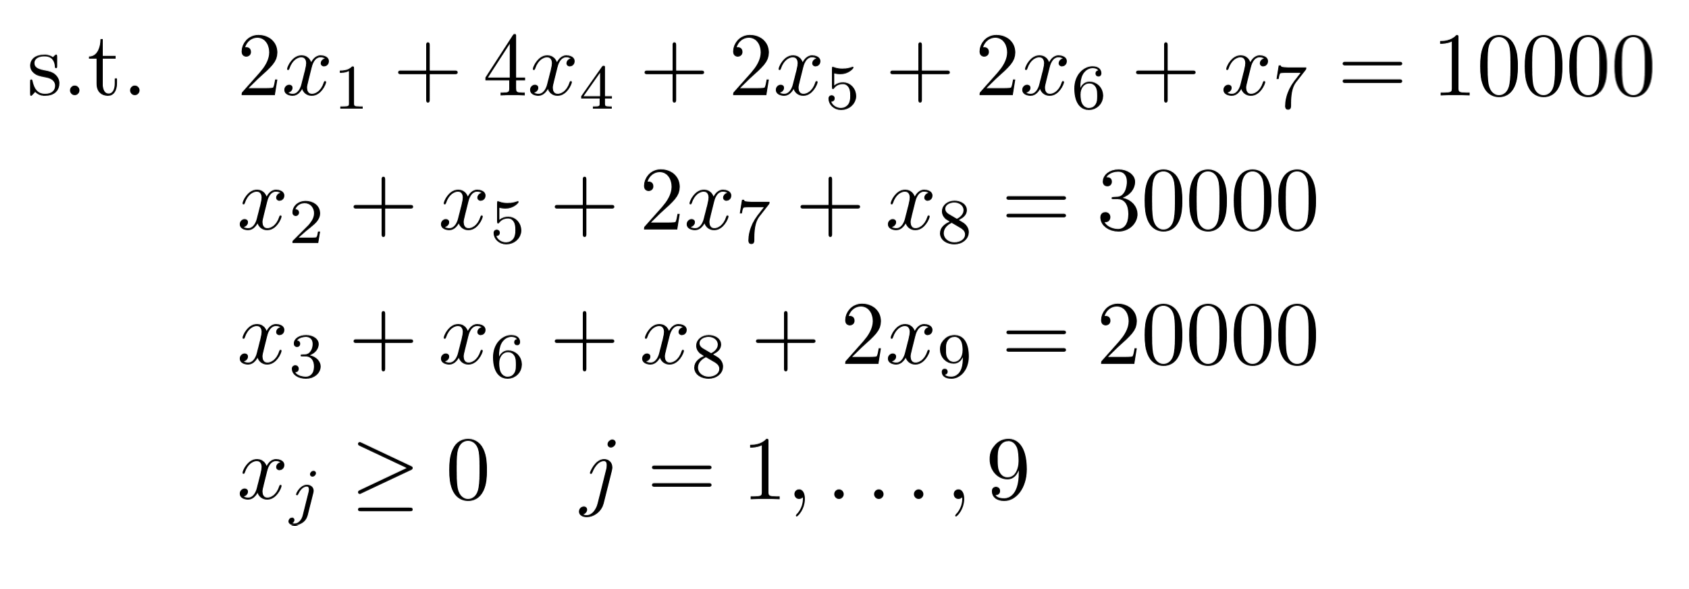 s.t. 2x₁ + 4x₄ + 2x₅ + 2x₆ + x₇ = 10000
x₂ + x₅ + 2x₇ + x₈ = 30000
x₃ + x₆ + x₈ + 2x₉ = 20000
xⱼ ≥ 0 j = 1, . . . , 9